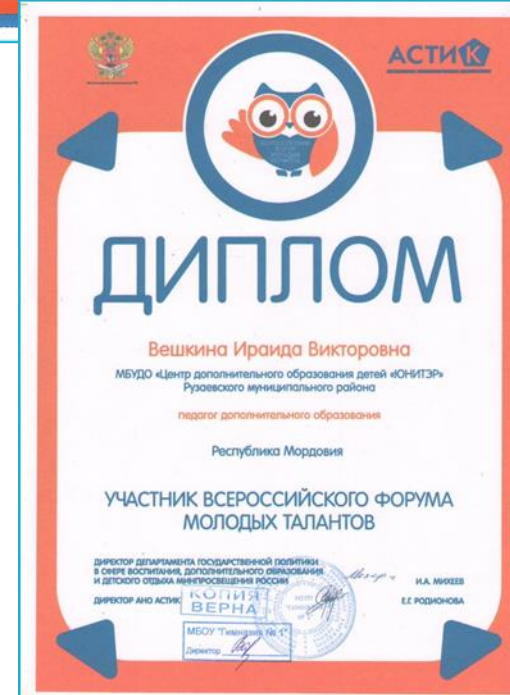 АСТИК
ДИПЛОМ
Вешкина Ираида Викторовна
МБУДО «Центр дополнительного образования детей «ЮНИТЭР»
Рузаевского муниципального района
педагог дополнительного образования
Республика Мордовия
УЧАСТНИК ВСЕРОССИЙСКОГО ФОРУМА
МОЛОДЫХ ТАЛАНТОВ
ДИРЕКТОР ДЕПАРТАМЕНТА ГОСУДАРСТВЕННОЙ ПОЛИТИКИ
В СФЕРЕ ВОСПИТАНИЯ, ДОПОЛНИТЕЛЬНОГО ОБРАЗОВАНИЯ
И ДЕТСКОГО ОТДЫХА МИНПРОСВЕЩЕНИЯ РОССИИ
И.А. МИХЕЕВ
ДИРЕКТОР АНО АСТИК
Е.Г. РОДИОНОВА
КОПИЯ
ВЕРНА
МБОУ "Гимназия № 1"
Директор